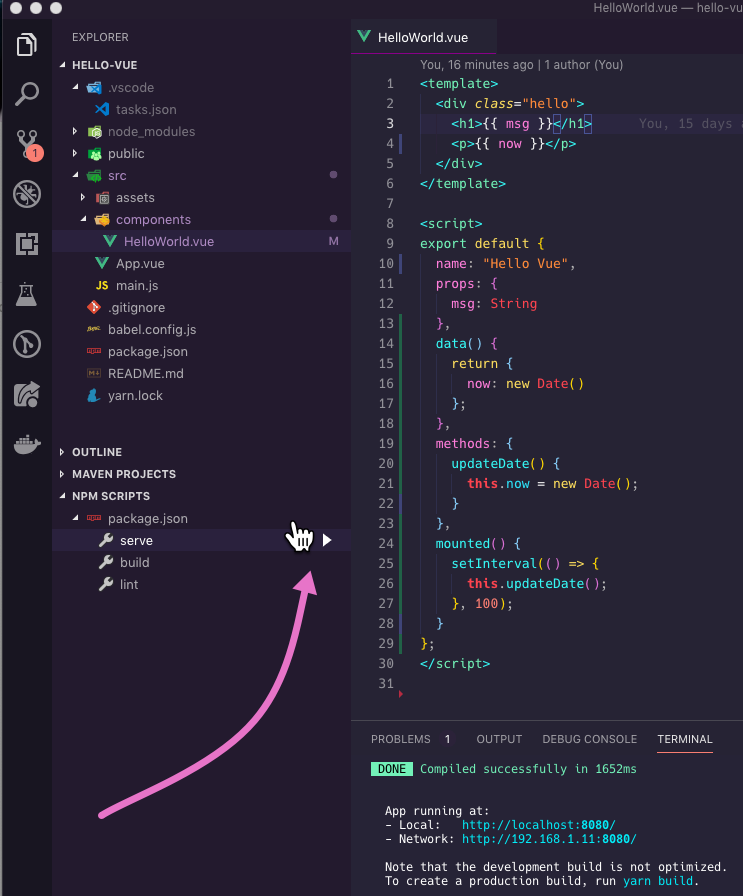 HelloWorld.vue — hello-vu
EXPLORER
HELLO-VUE
.vscode
tasks.json
node_modules
public
src
assets
components
HelloWorld.vue M
App.vue
JS main.js
.gitignore
babel.config.js
package.json
README.md
yarn.lock
OUTLINE
MAVEN PROJECTS
NPM SCRIPTS
package.json
serve
build
lint
1
HelloWorld.vue
You, 16 minutes ago | 1 author (You)
1 <template>
2 <div class="hello">
3 <h1>{{ msg }}</h1> You, 15 days a
4 <p>{{ now }}</p>
5 </div>
6 </template>
7
8 <script>
9 export default {
10 name: "Hello Vue",
11 props: {
12 msg: String
13 },
14 data() {
15 return {
16 now: new Date()
17 };
18 },
19 methods: {
20 updateDate() {
21 this.now = new Date();
22 }
23 },
24 mounted() {
25 setInterval(() => {
26 this.updateDate();
27 }, 100);
28 }
29 };
30 </script>
31
PROBLEMS 1 OUTPUT DEBUG CONSOLE TERMINAL
DONE Compiled successfully in 1652ms
App running at:
- Local: http://localhost:8080/
- Network: http://192.168.1.11:8080/
Note that the development build is not optimized.
To create a production build, run yarn build.